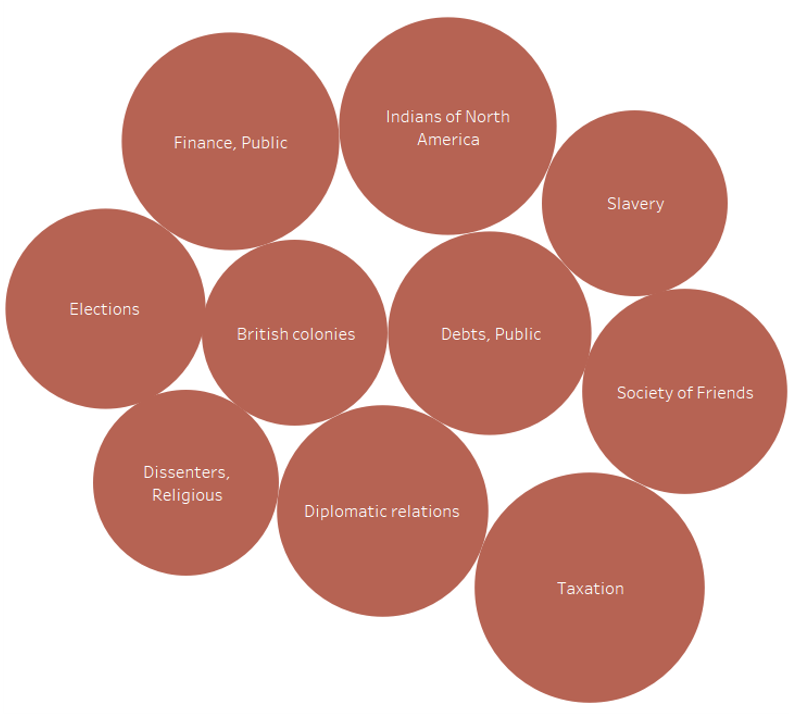 Finance, Public
Indians of North
America
Slavery
Elections
British colonies
Debts, Public
Society of Friends
Dissenters,
Religious
Diplomatic relations
Taxation